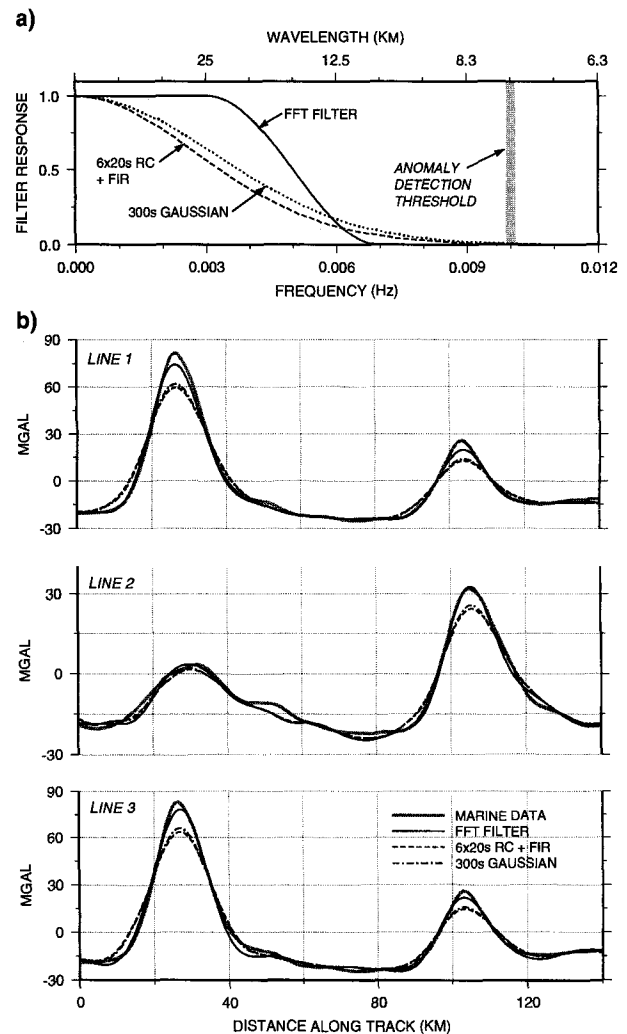 a)
WAVELENGTH (KM)
25 12.5 8.3 6.3
FILTER RESPONSE
1.0
0.5
0.0
FFT FILTER
6x20s RC
+ FIR
300s GAUSSIAN
ANOMALY
DETECTION
THRESHOLD
0.000 0.003 0.006 0.009 0.012
FREQUENCY (Hz)
b)
LINE 1
MGAL
90
60
30
0
-30
LINE 2
MGAL
30
0
-30
LINE 3
MGAL
90
60
30
0
-30
MARINE DATA
FFT FILTER
6x20s RC + FIR
300s GAUSSIAN
0 40 80 120
DISTANCE ALONG TRACK (KM)